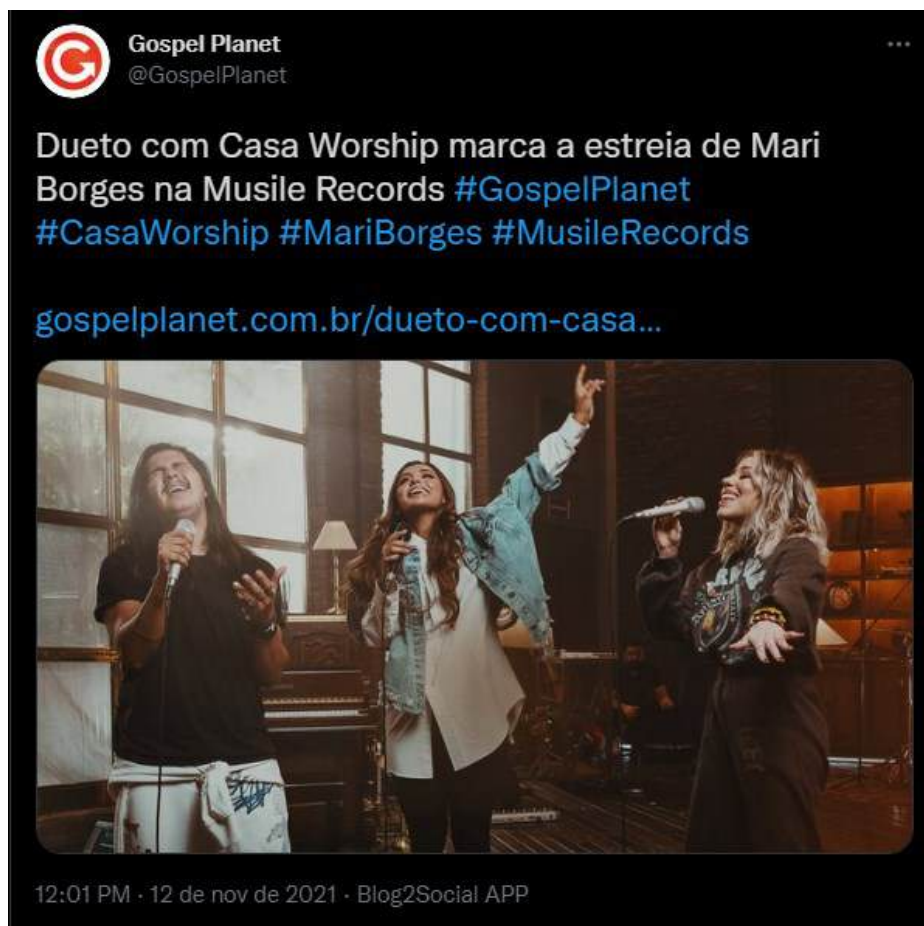 Gospel Planet
@GospelPlanet
Dueto com Casa Worship marca a estreia de Mari
Borges na Musile Records #GospelPlanet
#CasaWorship #MariBorges #MusileRecords
gospelplanet.com.br/dueto-com-casa...
12:01 PM · 12 de nov de 2021 · Blog2Social APP